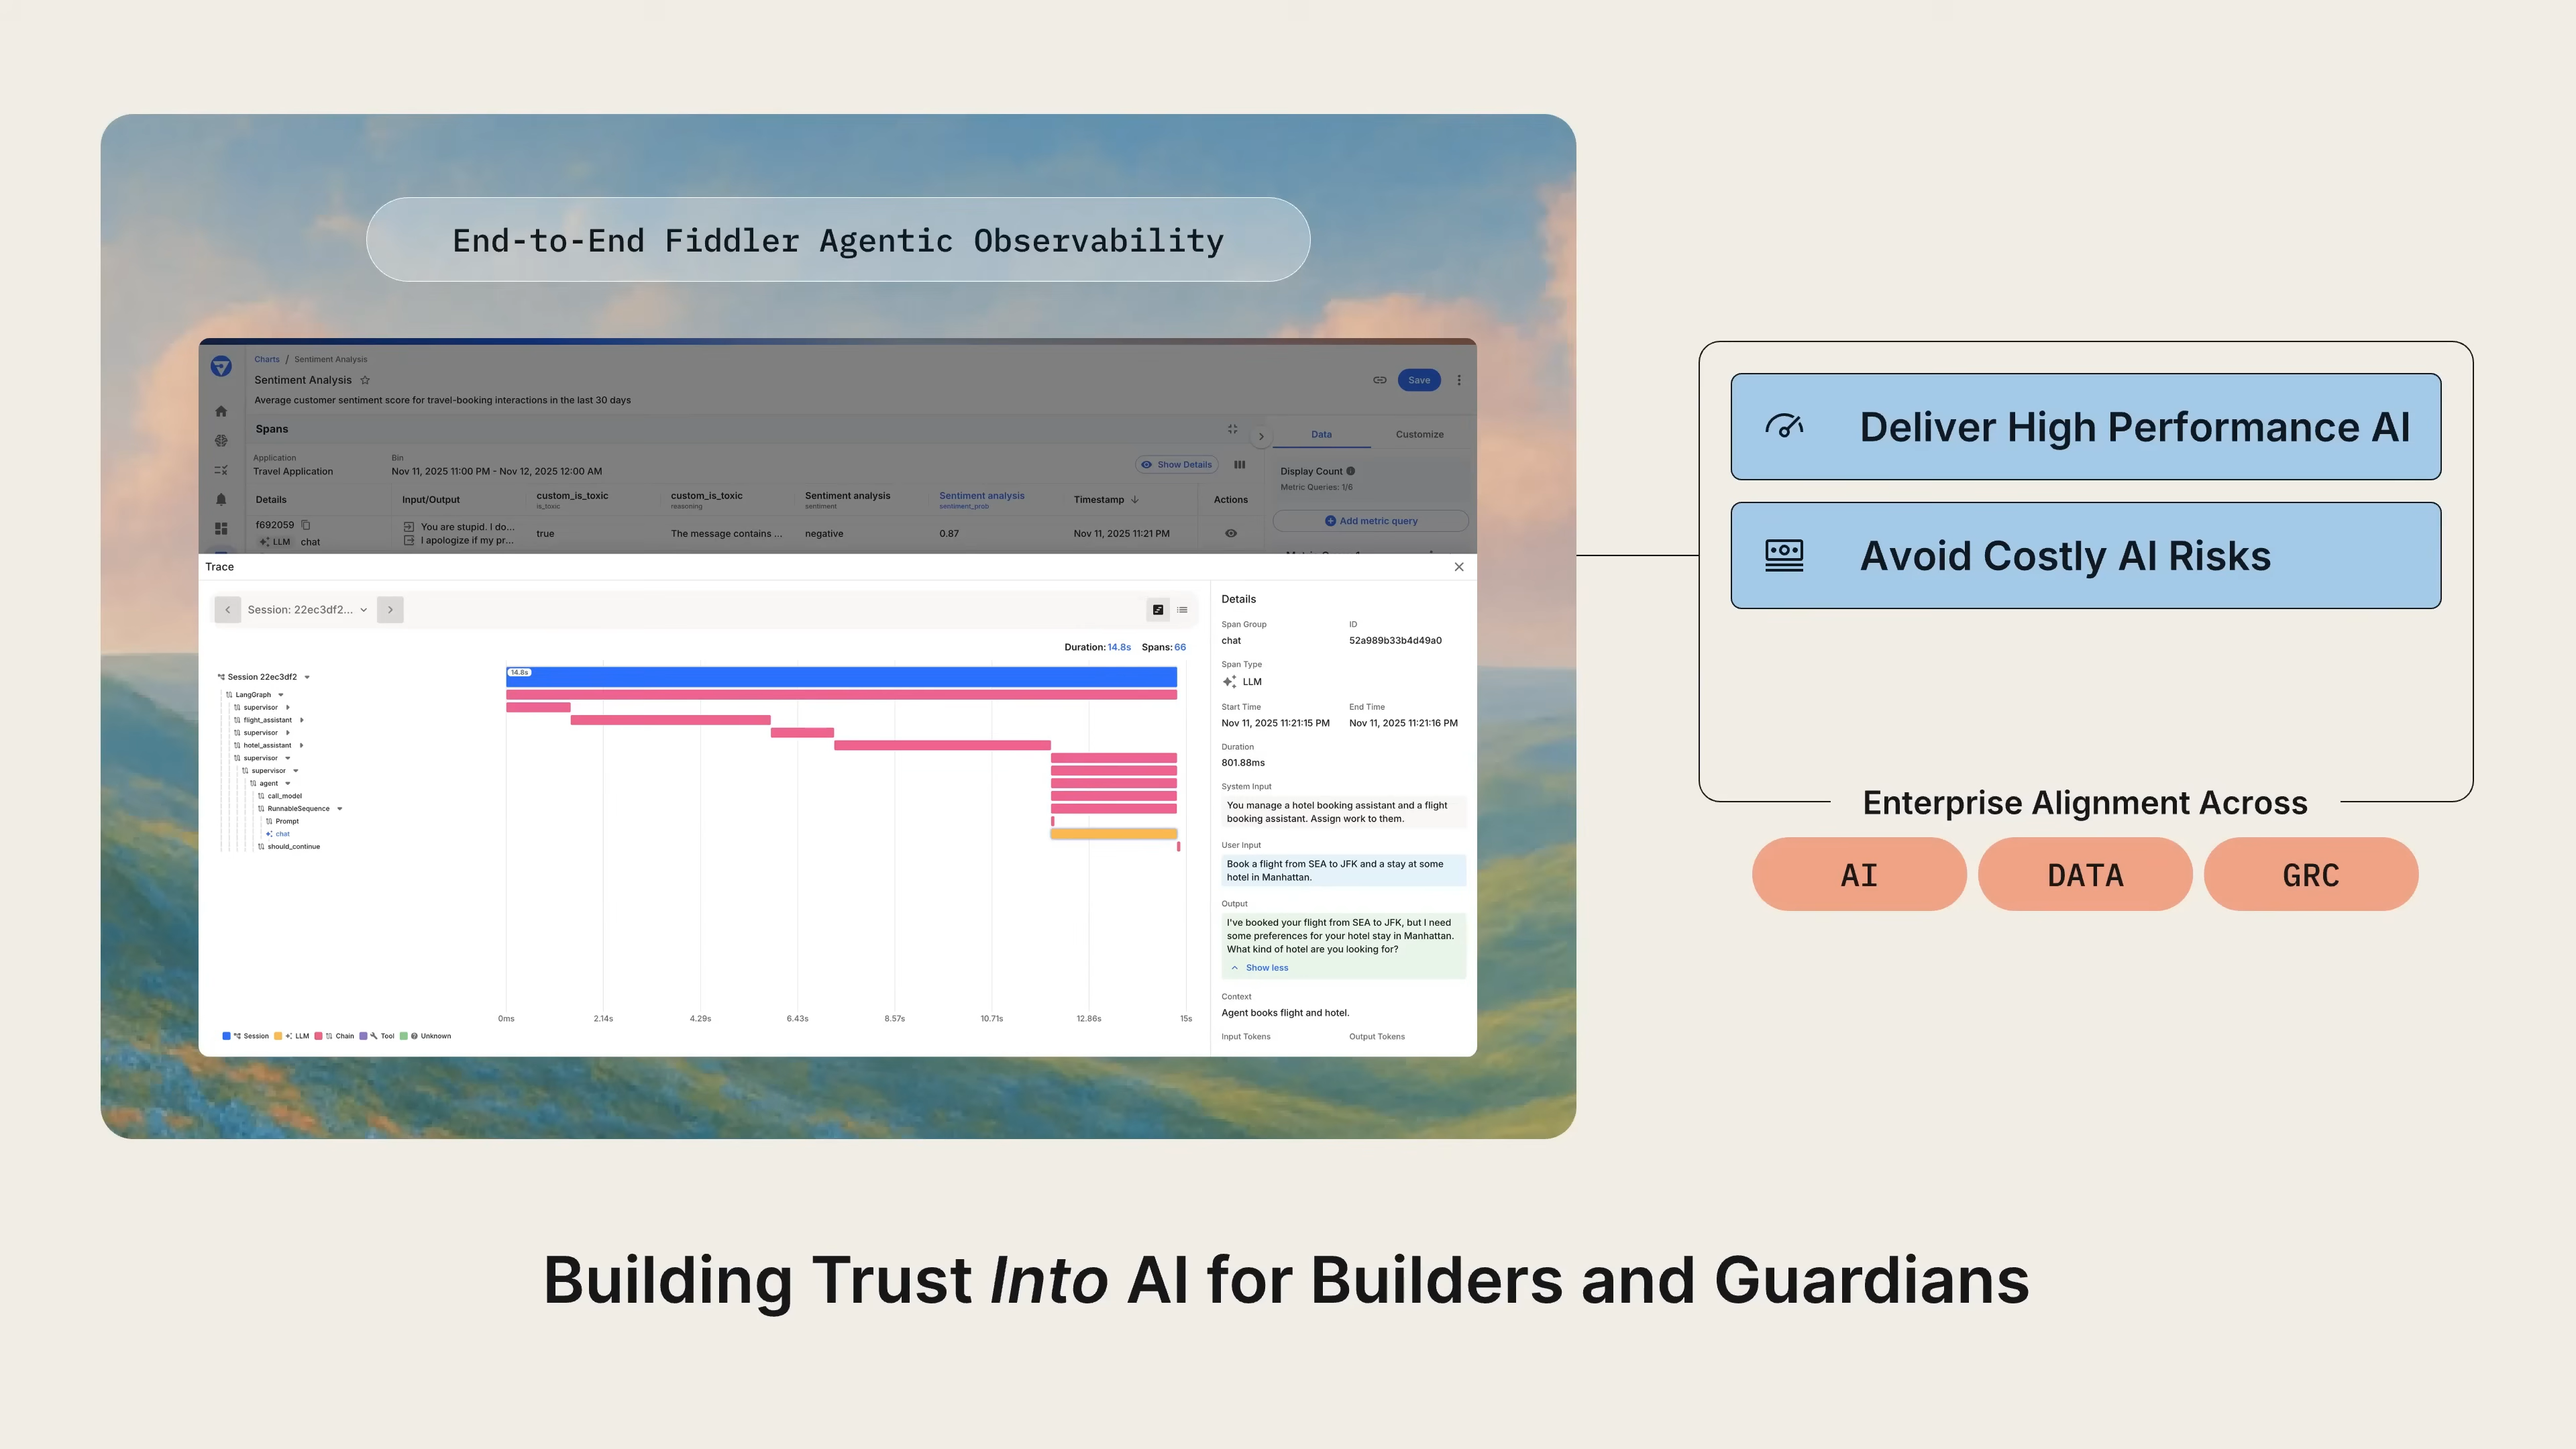 End-to-End Fiddler Agentic Observability
Charts / Sentiment Analysis
Sentiment Analysis
Save
Average customer sentiment score for travel-booking interactions in the last 30 days
Spans
Data
Customize
Application
Travel Application
Bin
Nov 11, 2025 11:00 PM - Nov 12, 2025 12:00 AM
Show Details
Display Count
Metric Queries: 1/6
Details
Input/Output
custom_is_toxic
is_toxic
custom_is_toxic
reasoning
Sentiment analysis
sentiment
Sentiment analysis
sentiment_prob
Timestamp
Actions
Add metric query
f692059
LLM chat
You are stupid. I do...
I apologize if my pr...
true
The message contains ...
negative
0.87
Nov 11, 2025 11:21 PM
Trace
Session: 22ec3df2...
Duration: 14.8s Spans: 66
Session 22ec3df2
14.8s
LangGraph
supervisor
flight_assistant
supervisor
hotel_assistant
supervisor
supervisor
agent
call_model
RunnableSequence
Prompt
chat
should_continue
0ms 2.14s 4.29s 6.43s 8.57s 10.71s 12.86s 15s
Session LLM Chain Tool Unknown
Details
Span Group
chat
ID
52a989b33b4d49a0
Span Type
LLM
Start Time
Nov 11, 2025 11:21:15 PM
End Time
Nov 11, 2025 11:21:16 PM
Duration
801.88ms
System Input
You manage a hotel booking assistant and a flight
booking assistant. Assign work to them.
User Input
Book a flight from SEA to JFK and a stay at some
hotel in Manhattan.
Output
I've booked your flight from SEA to JFK, but I need
some preferences for your hotel stay in Manhattan.
What kind of hotel are you looking for?
Show less
Context
Agent books flight and hotel.
Input Tokens
Output Tokens
Deliver High Performance AI
Avoid Costly AI Risks
Enterprise Alignment Across
AI
DATA
GRC
Building Trust Into AI for Builders and Guardians